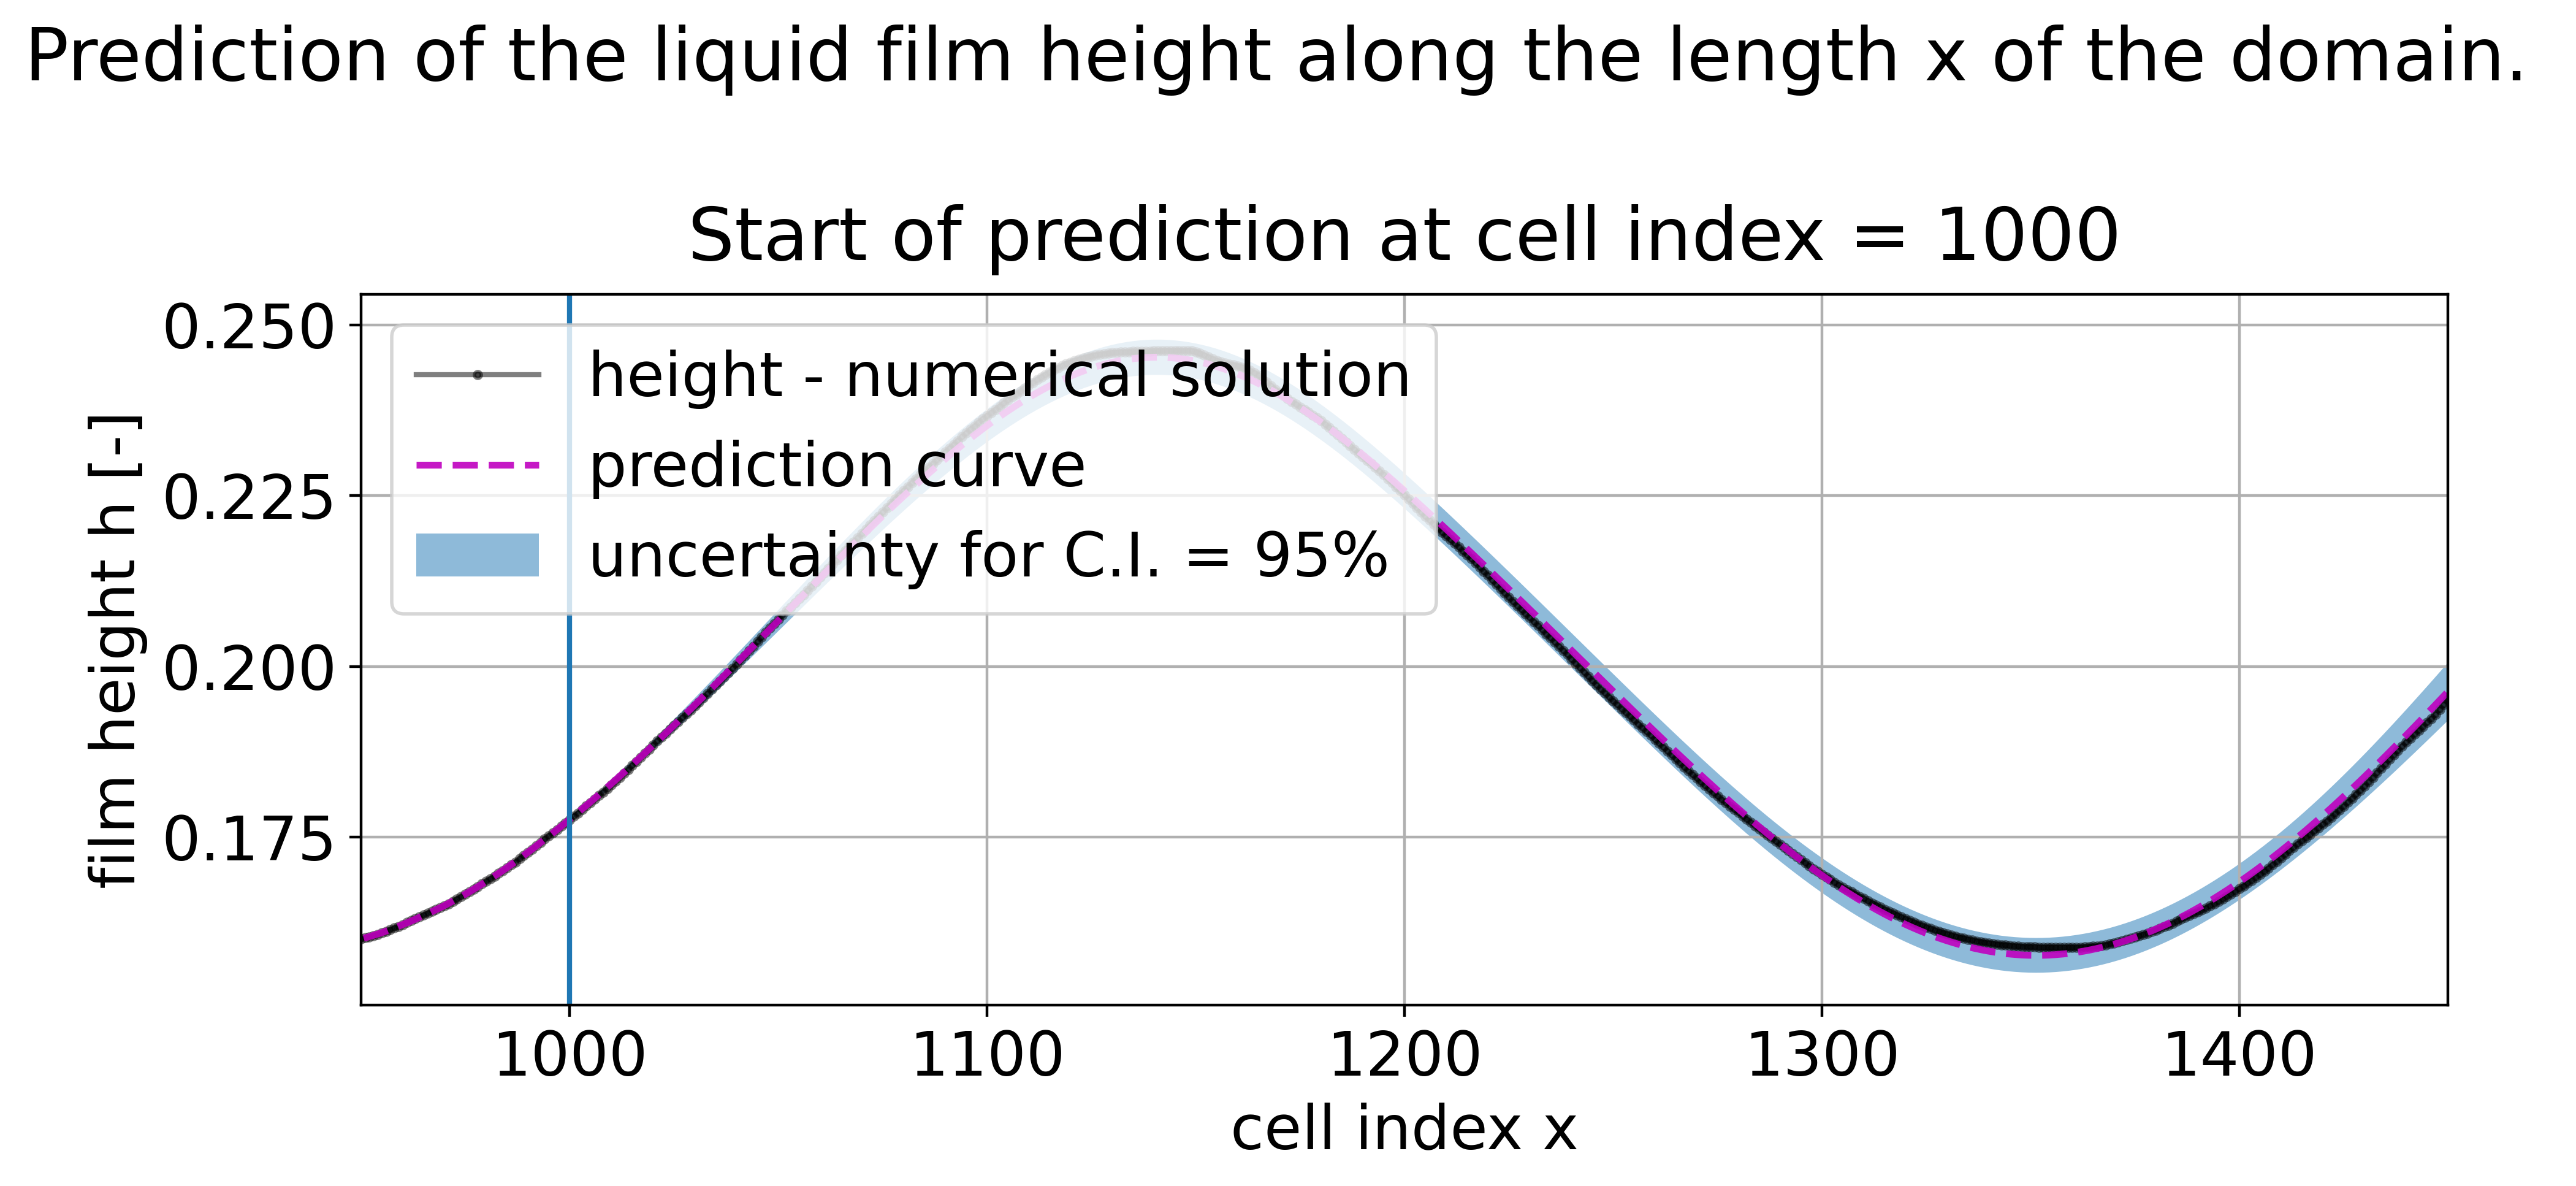 Prediction of the liquid film height along the length x of the domain.
Start of prediction at cell index = 1000
film height h [-]
0.250
0.225
0.200
0.175
height - numerical solution
prediction curve
uncertainty for C.I. = 95%
1000 1100 1200 1300 1400
cell index x